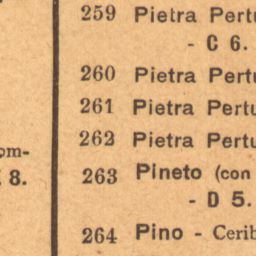 259 Pietra Pertu
- C 6.
260 Pietra Pertu
261 Pietra Pertu
262 Pietra Pertu
om-
8.
263 Pineto (con
- D 5.
264 Pino - Cerib